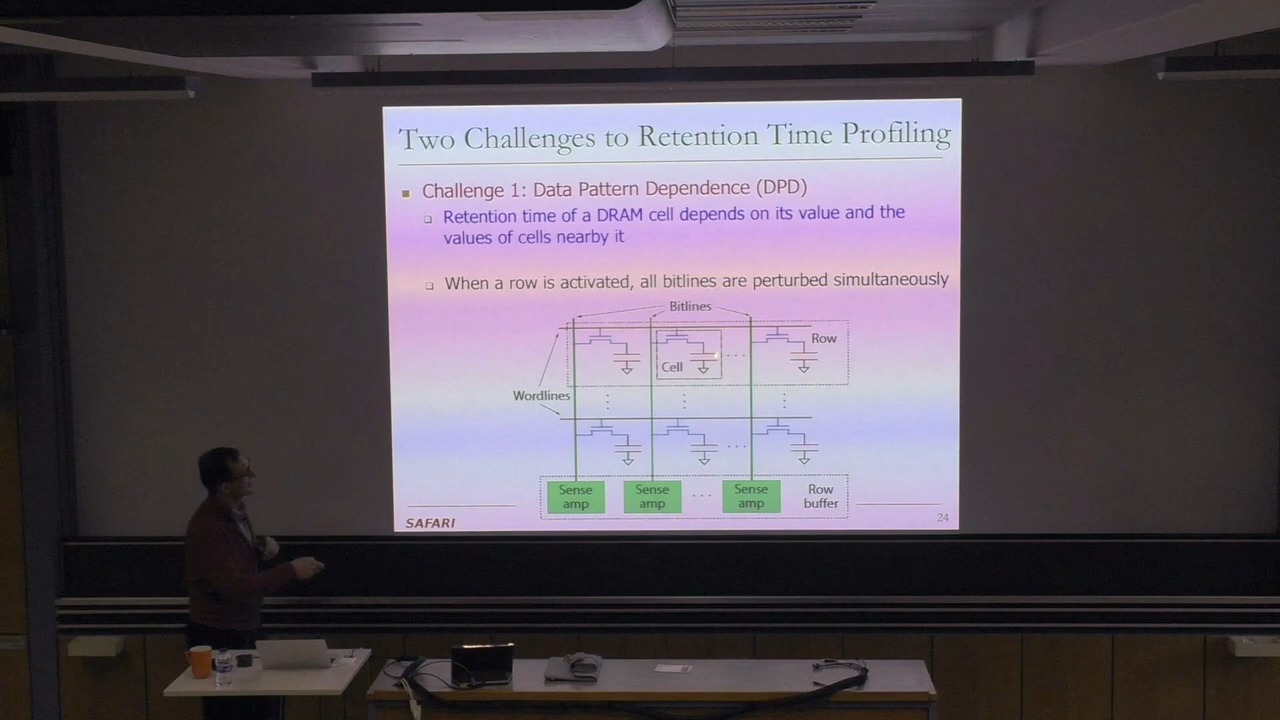 Two Challenges to Retention Time Profiling
Challenge 1: Data Pattern Dependence (DPD)
Retention time of a DRAM cell depends on its value and the
values of cells nearby it
When a row is activated, all bitlines are perturbed simultaneously
Bitlines
Row
Cell
Wordlines
Sense
amp
Sense
amp
Sense
amp
Row
buffer
SAFARI
24